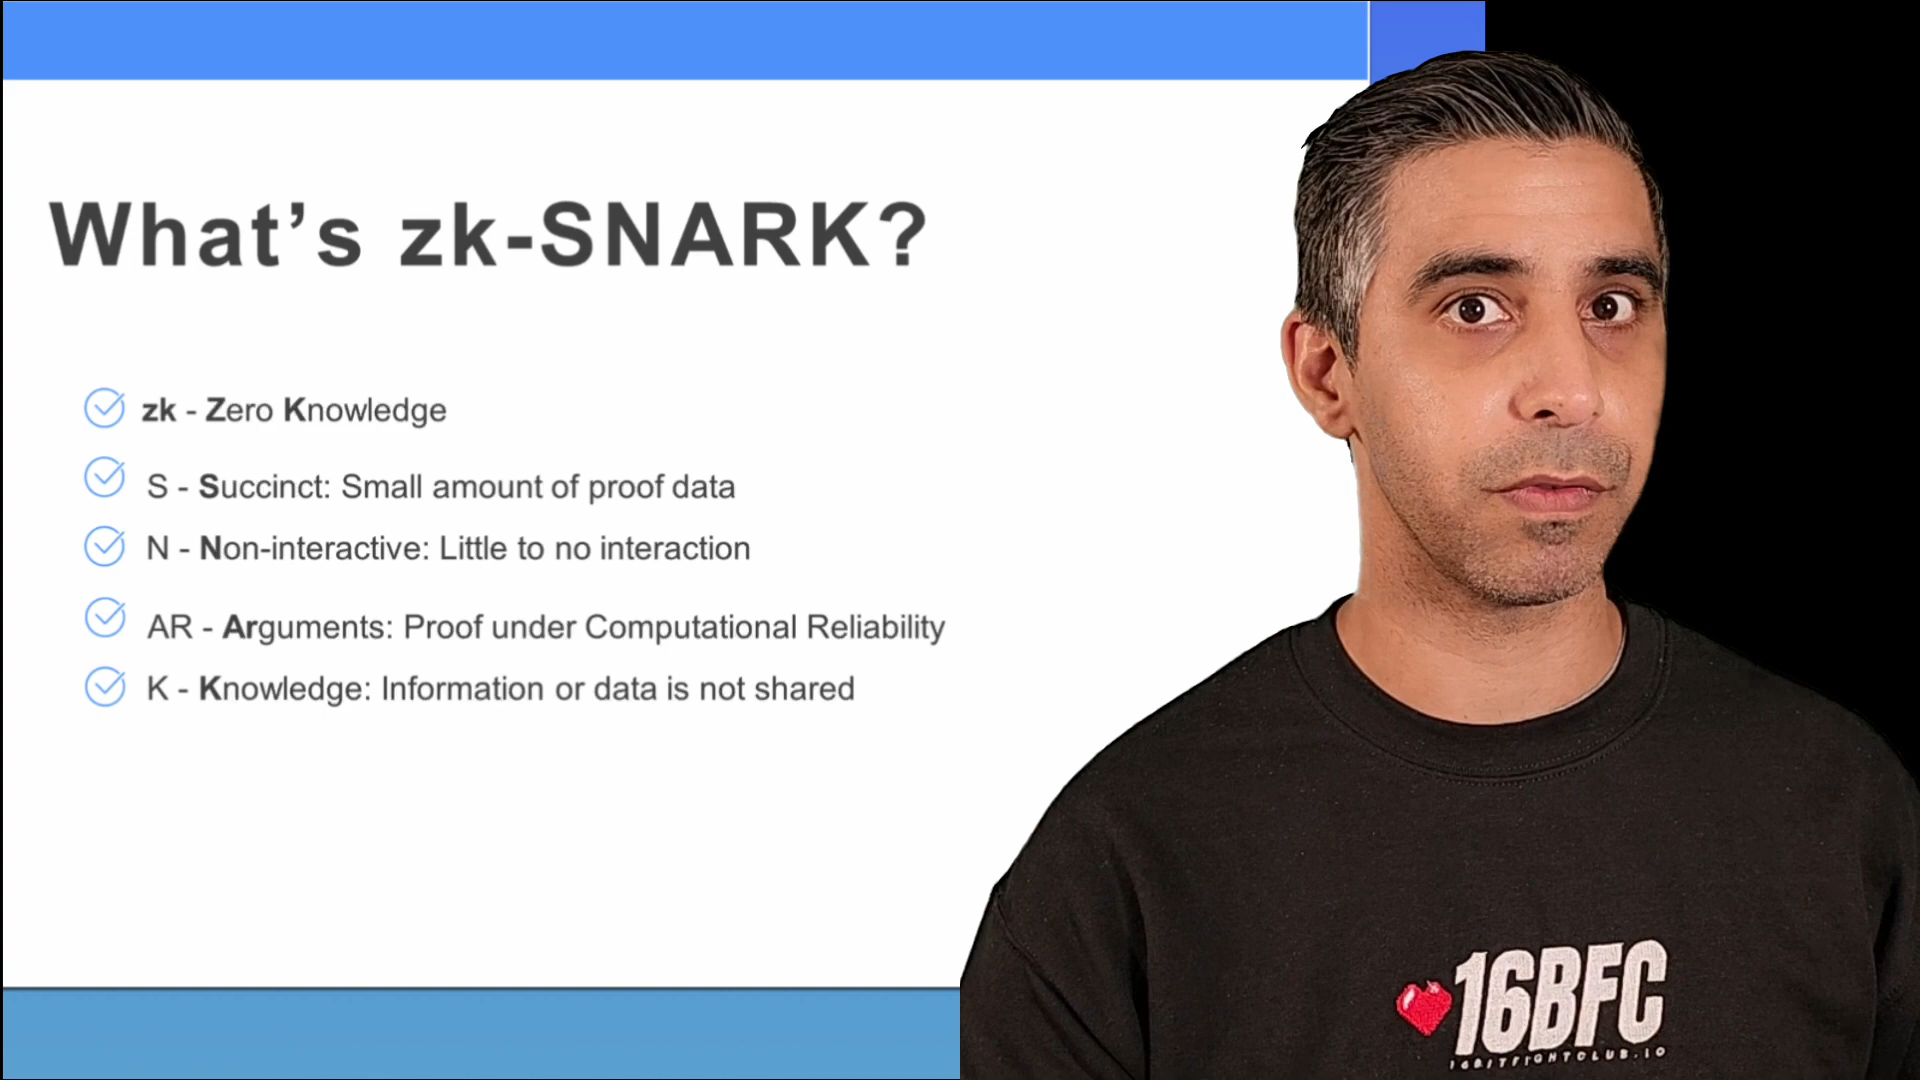 What's zk-SNARK?
zk - Zero Knowledge
S - Succinct: Small amount of proof data
N - Non-interactive: Little to no interaction
AR - Arguments: Proof under Computational Reliability
K - Knowledge: Information or data is not shared
16BFC
16BITFIGHTCLUB.IO